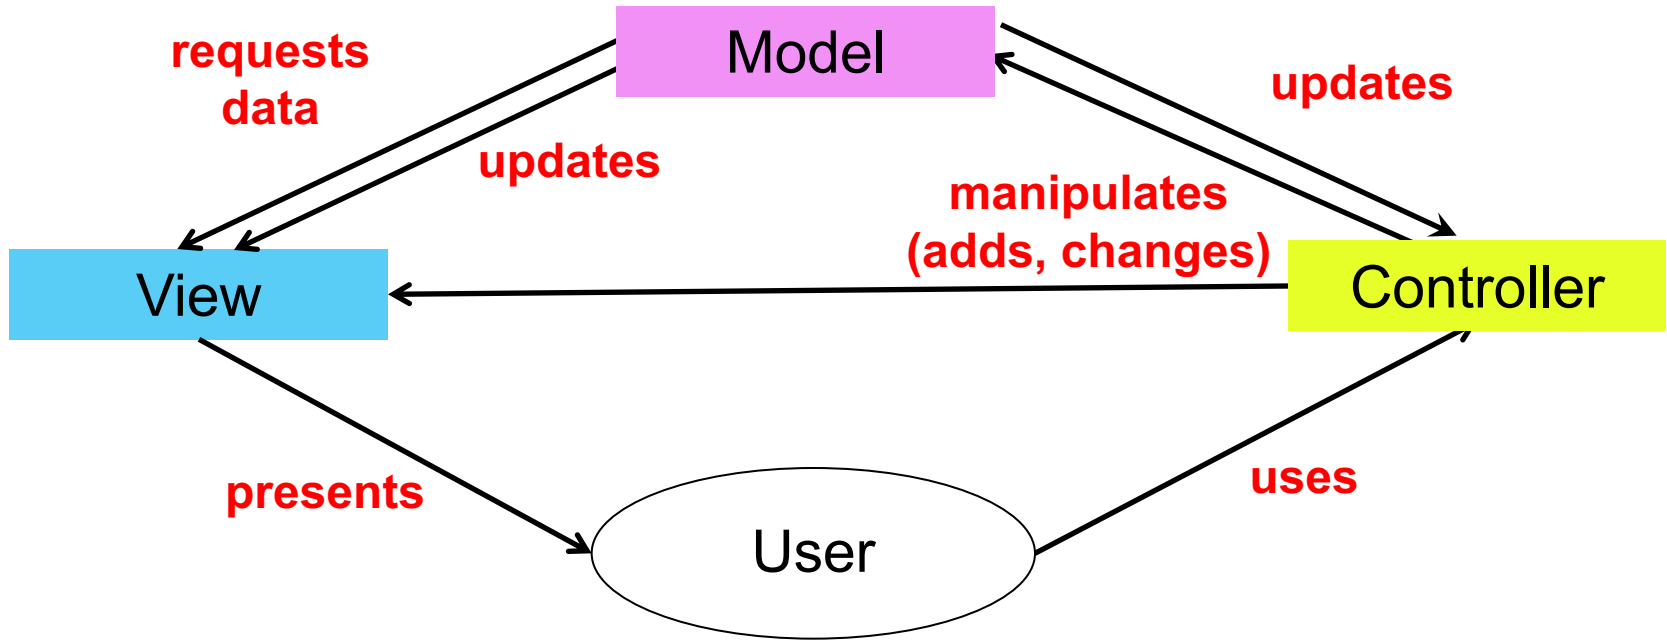 Model
requests
data
updates
updates
manipulates
(adds, changes)
View
Controller
presents
uses
User